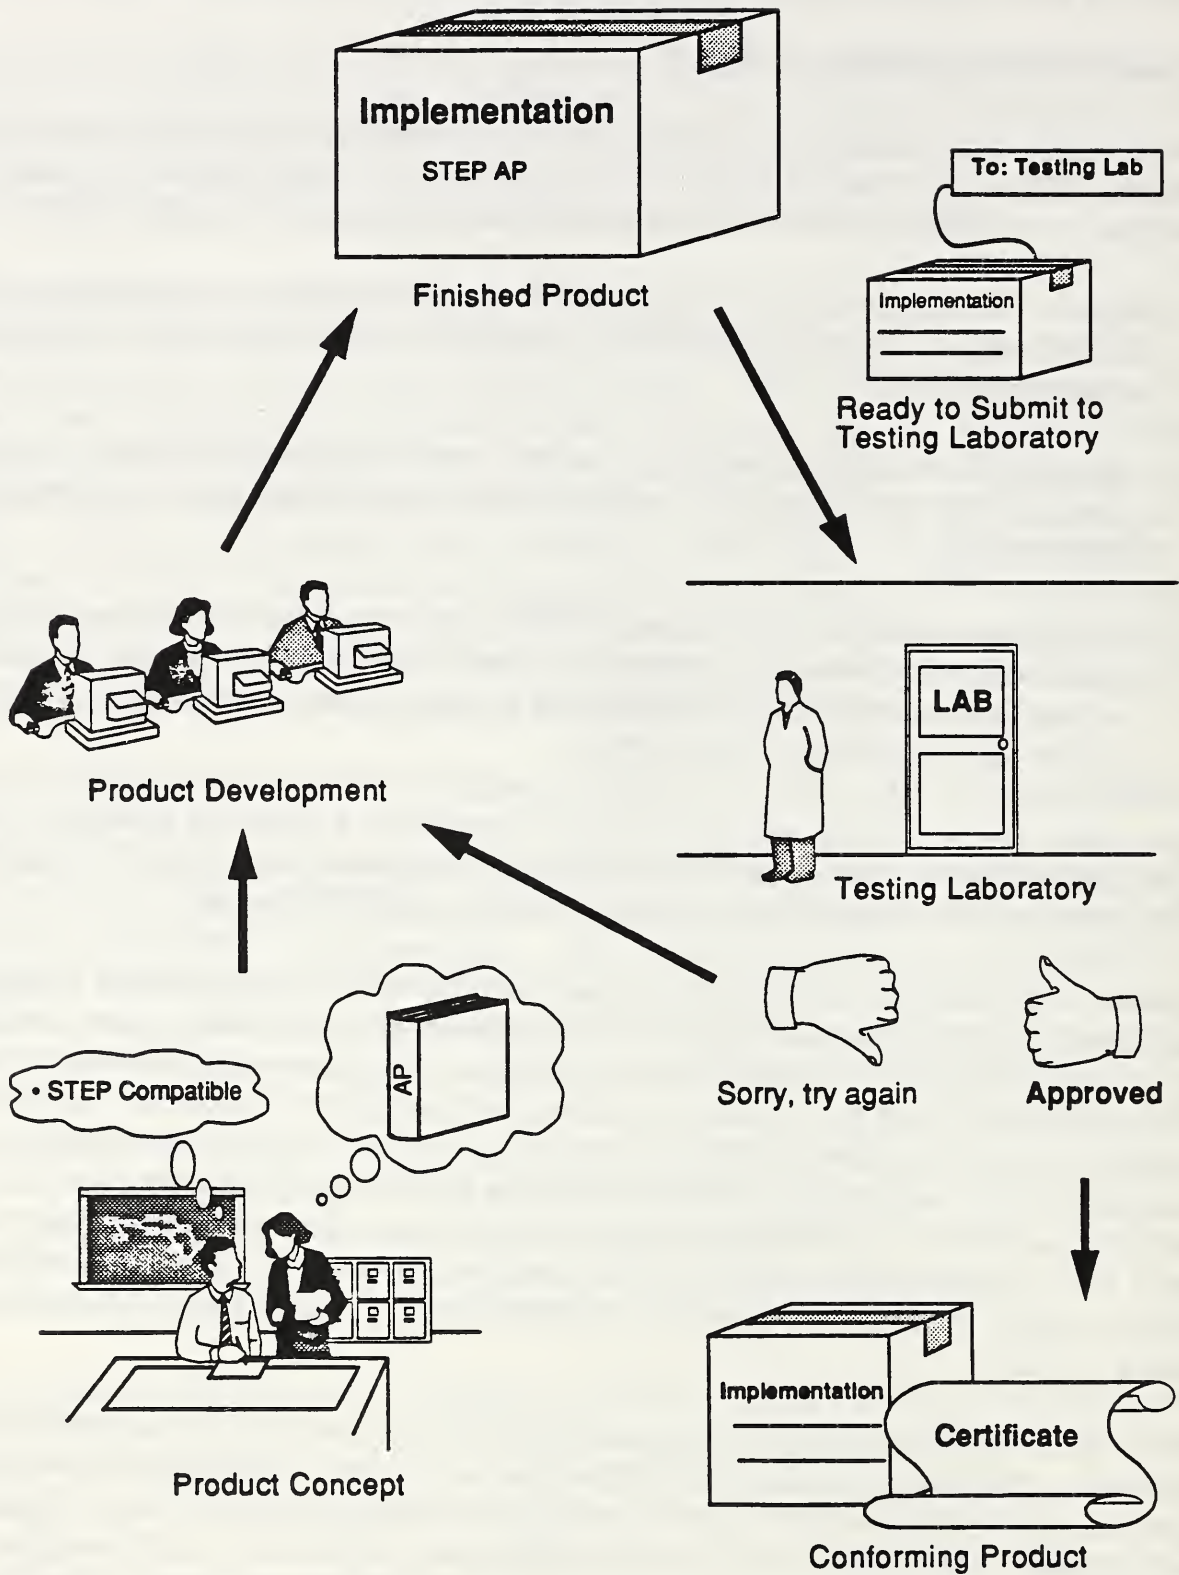 Implementation
STEP AP
Finished Product
To: Testing Lab
Implementation
Ready to Submit to
Testing Laboratory
Product Development
LAB
Testing Laboratory
• STEP Compatible
AP
Product Concept
Sorry, try again
Approved
Implementation
Certificate
Conforming Product